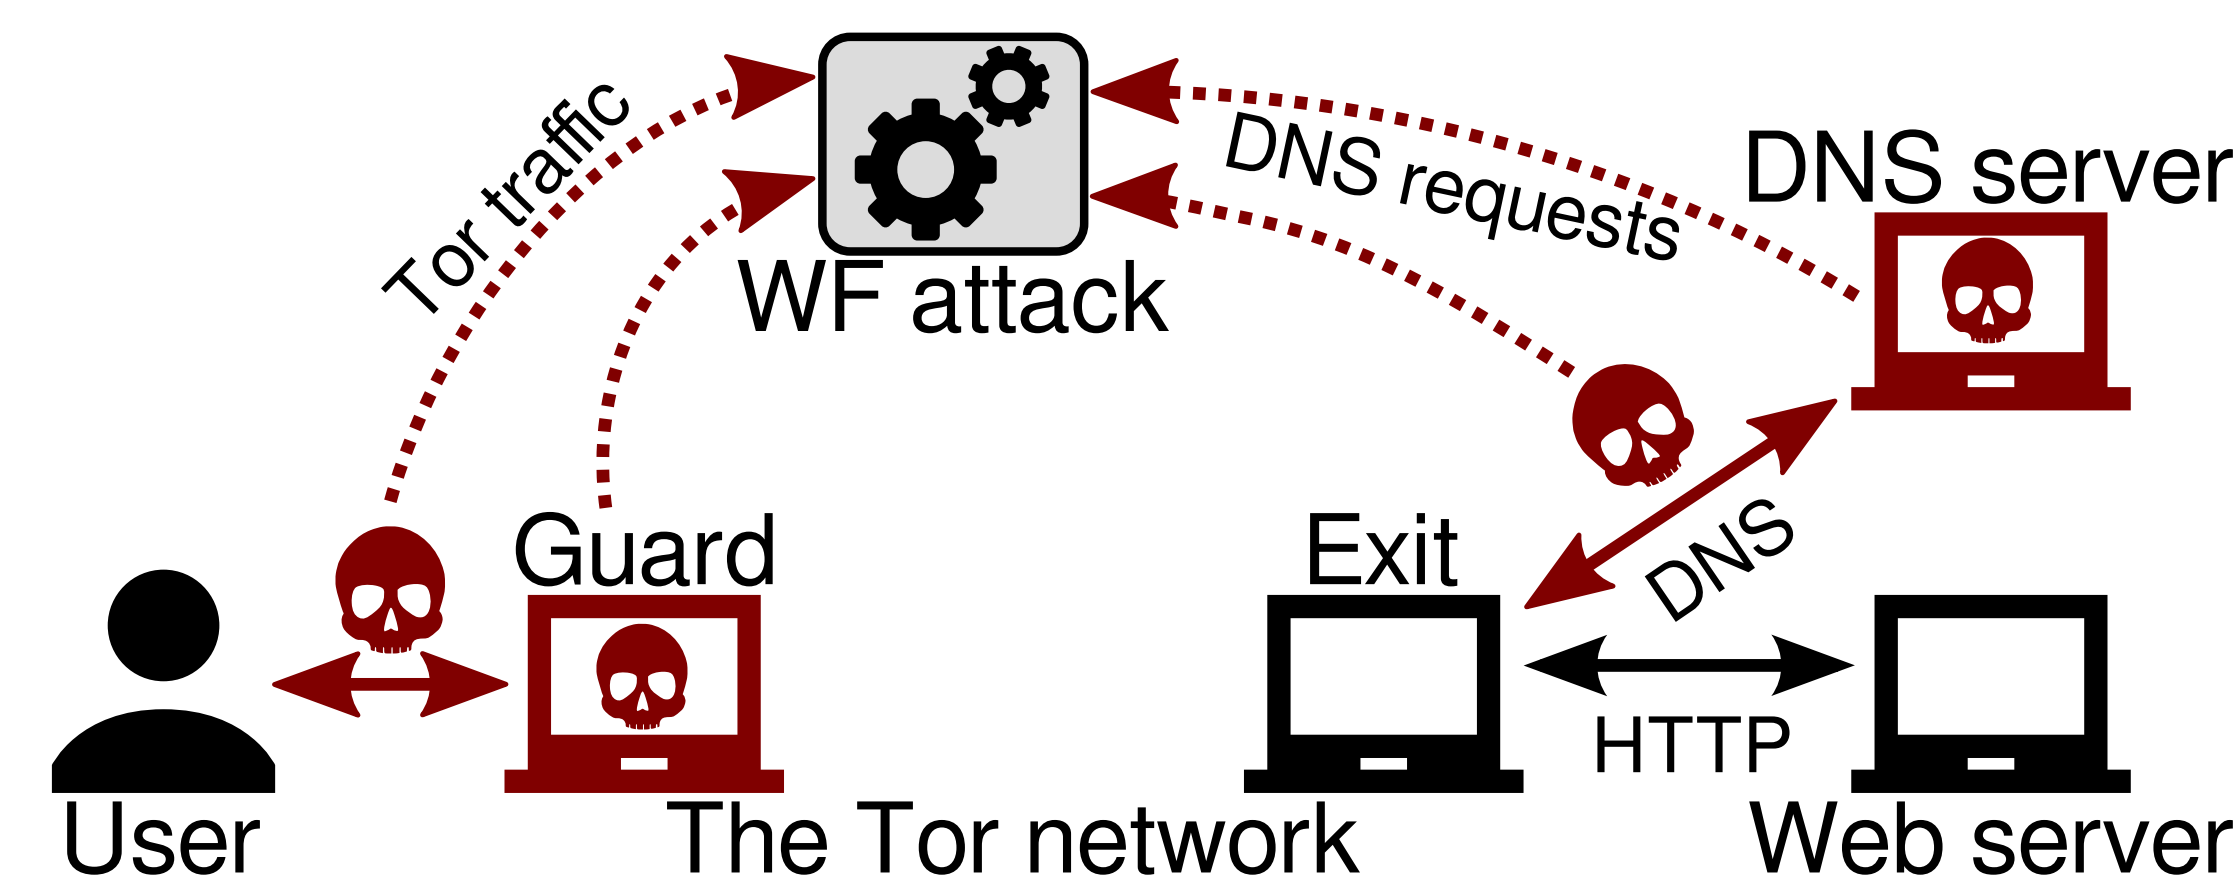 Tor traffic
WF attack
DNS requests
DNS server
Guard
Exit
DNS
HTTP
User
The Tor network
Web server